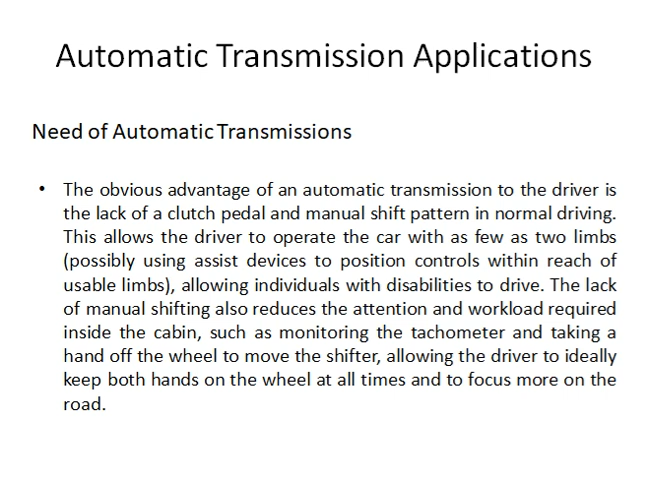 Automatic Transmission Applications
Need of Automatic Transmissions
• The obvious advantage of an automatic transmission to the driver is
the lack of a clutch pedal and manual shift pattern in normal driving.
This allows the driver to operate the car with as few as two limbs
(possibly using assist devices to position controls within reach of
usable limbs), allowing individuals with disabilities to drive. The lack
of manual shifting also reduces the attention and workload required
inside the cabin, such as monitoring the tachometer and taking a
hand off the wheel to move the shifter, allowing the driver to ideally
keep both hands on the wheel at all times and to focus more on the
road.